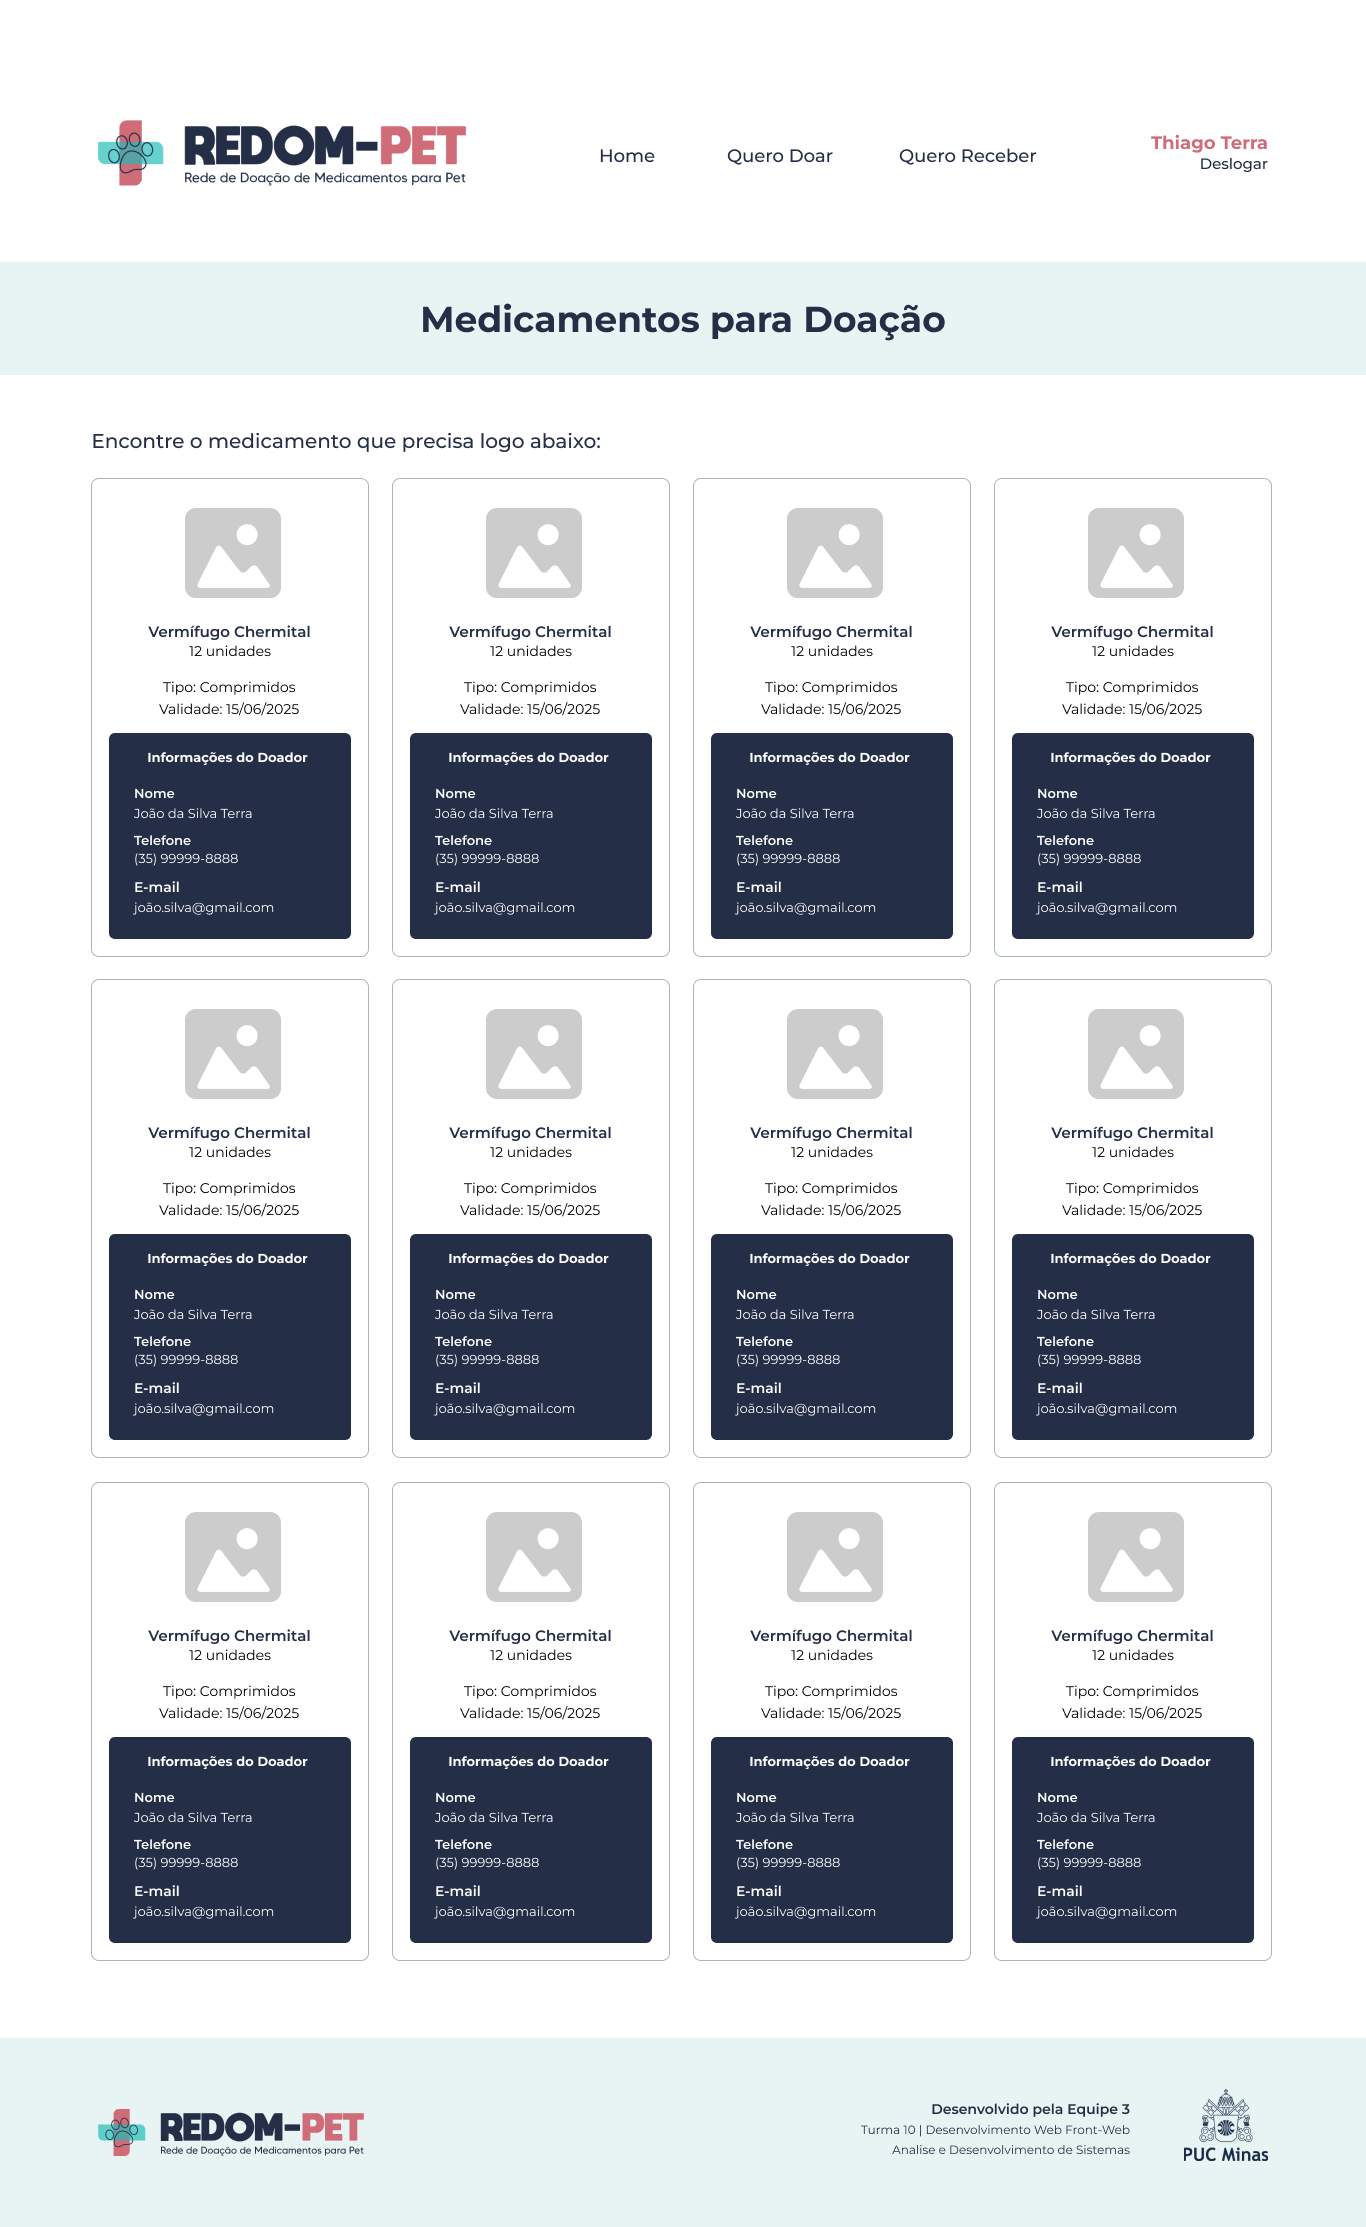 REDOM-PET
Rede de Doação de Medicamentos para Pet
Home
Quero Doar
Quero Receber
Thiago Terra
Deslogar
Medicamentos para Doação
Encontre o medicamento que precisa logo abaixo:
Vermífugo Chermital
12 unidades
Tipo: Comprimidos
Validade: 15/06/2025
Informações do Doador
Nome
João da Silva Terra
Telefone
(35) 99999-8888
E-mail
joão.silva@gmail.com
Vermífugo Chermital
12 unidades
Tipo: Comprimidos
Validade: 15/06/2025
Informações do Doador
Nome
João da Silva Terra
Telefone
(35) 99999-8888
E-mail
joão.silva@gmail.com
Vermífugo Chermital
12 unidades
Tipo: Comprimidos
Validade: 15/06/2025
Informações do Doador
Nome
João da Silva Terra
Telefone
(35) 99999-8888
E-mail
joão.silva@gmail.com
Vermífugo Chermital
12 unidades
Tipo: Comprimidos
Validade: 15/06/2025
Informações do Doador
Nome
João da Silva Terra
Telefone
(35) 99999-8888
E-mail
joão.silva@gmail.com
Vermífugo Chermital
12 unidades
Tipo: Comprimidos
Validade: 15/06/2025
Informações do Doador
Nome
João da Silva Terra
Telefone
(35) 99999-8888
E-mail
joão.silva@gmail.com
Vermífugo Chermital
12 unidades
Tipo: Comprimidos
Validade: 15/06/2025
Informações do Doador
Nome
João da Silva Terra
Telefone
(35) 99999-8888
E-mail
joão.silva@gmail.com
Vermífugo Chermital
12 unidades
Tipo: Comprimidos
Validade: 15/06/2025
Informações do Doador
Nome
João da Silva Terra
Telefone
(35) 99999-8888
E-mail
joão.silva@gmail.com
Vermífugo Chermital
12 unidades
Tipo: Comprimidos
Validade: 15/06/2025
Informações do Doador
Nome
João da Silva Terra
Telefone
(35) 99999-8888
E-mail
joão.silva@gmail.com
Vermífugo Chermital
12 unidades
Tipo: Comprimidos
Validade: 15/06/2025
Informações do Doador
Nome
João da Silva Terra
Telefone
(35) 99999-8888
E-mail
joão.silva@gmail.com
Vermífugo Chermital
12 unidades
Tipo: Comprimidos
Validade: 15/06/2025
Informações do Doador
Nome
João da Silva Terra
Telefone
(35) 99999-8888
E-mail
joão.silva@gmail.com
Vermífugo Chermital
12 unidades
Tipo: Comprimidos
Validade: 15/06/2025
Informações do Doador
Nome
João da Silva Terra
Telefone
(35) 99999-8888
E-mail
joão.silva@gmail.com
Vermífugo Chermital
12 unidades
Tipo: Comprimidos
Validade: 15/06/2025
Informações do Doador
Nome
João da Silva Terra
Telefone
(35) 99999-8888
E-mail
joão.silva@gmail.com
REDOM-PET
Rede de Doação de Medicamentos para Pet
Desenvolvido pela Equipe 3
Turma 10 | Desenvolvimento Web Front-Web
Analise e Desenvolvimento de Sistemas
PUC Minas